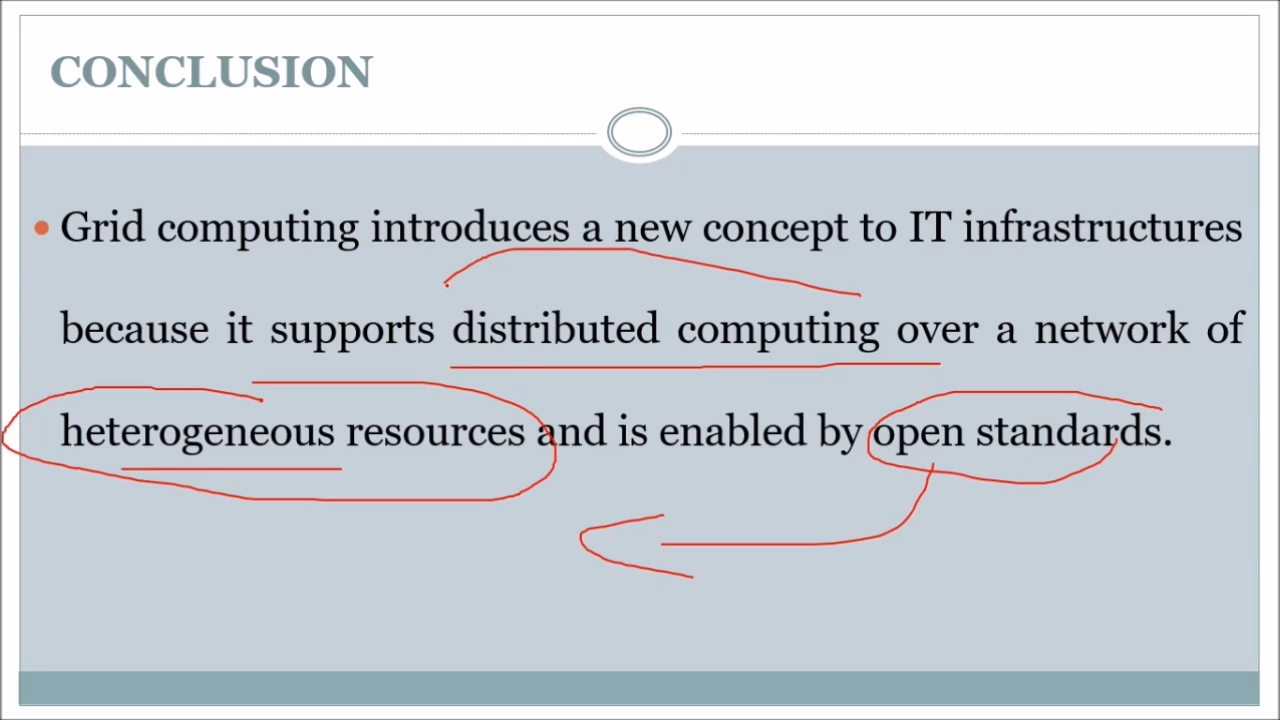 CONCLUSION
Grid computing introduces a new concept to IT infrastructures
because it supports distributed computing over a network of
heterogeneous resources and is enabled by open standards.